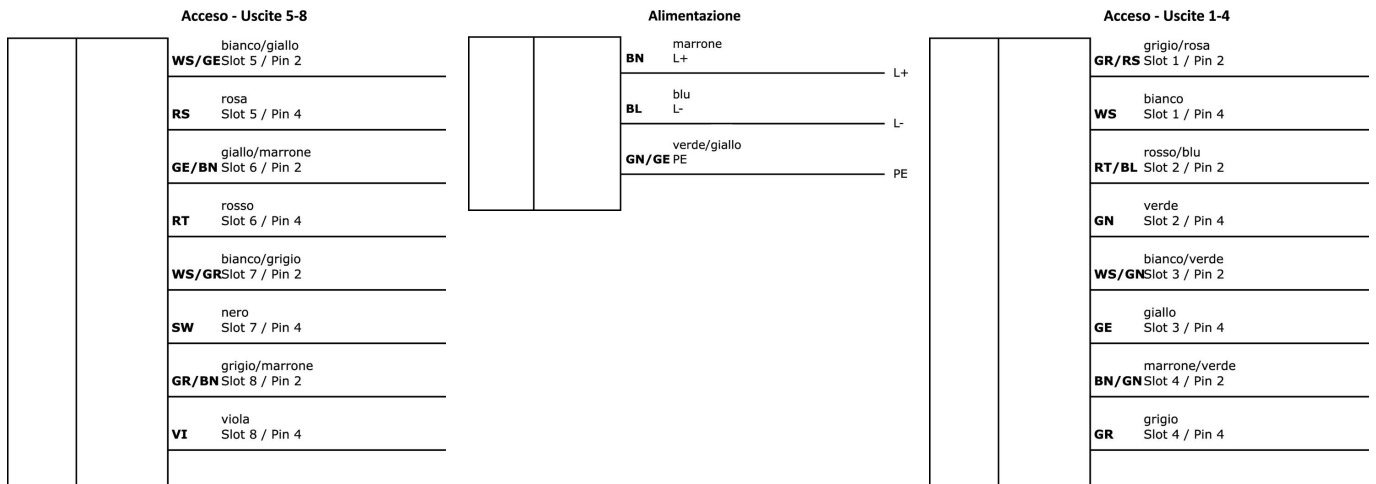 Acceso - Uscite 5-8
bianco/giallo
WS/GE Slot 5 / Pin 2
rosa
RS Slot 5 / Pin 4
giallo/marrone
GE/BN Slot 6 / Pin 2
rosso
RT Slot 6 / Pin 4
bianco/grigio
WS/GR Slot 7 / Pin 2
nero
SW Slot 7 / Pin 4
grigio/marrone
GR/BN Slot 8 / Pin 2
viola
VI Slot 8 / Pin 4
Alimentazione
marrone
BN L+
L+
blu
BL L-
L-
verde/giallo
GN/GE PE
PE
Acceso - Uscite 1-4
grigio/rosa
GR/RS Slot 1 / Pin 2
bianco
WS Slot 1 / Pin 4
rosso/blu
RT/BL Slot 2 / Pin 2
verde
GN Slot 2 / Pin 4
bianco/verde
WS/GN Slot 3 / Pin 2
giallo
GE Slot 3 / Pin 4
marrone/verde
BN/GN Slot 4 / Pin 2
grigio
GR Slot 4 / Pin 4